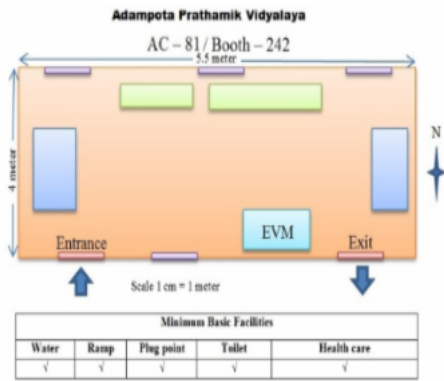 Adampota Prathamik Vidyalaya
AC – 81 / Booth – 242
5.5 meter
4 meter
N
EVM
Entrance
Exit
Scale 1 cm = 1 meter
Minimum Basic Facilities
Water Ramp Plug point Toilet Health care
√ √ √ √ √